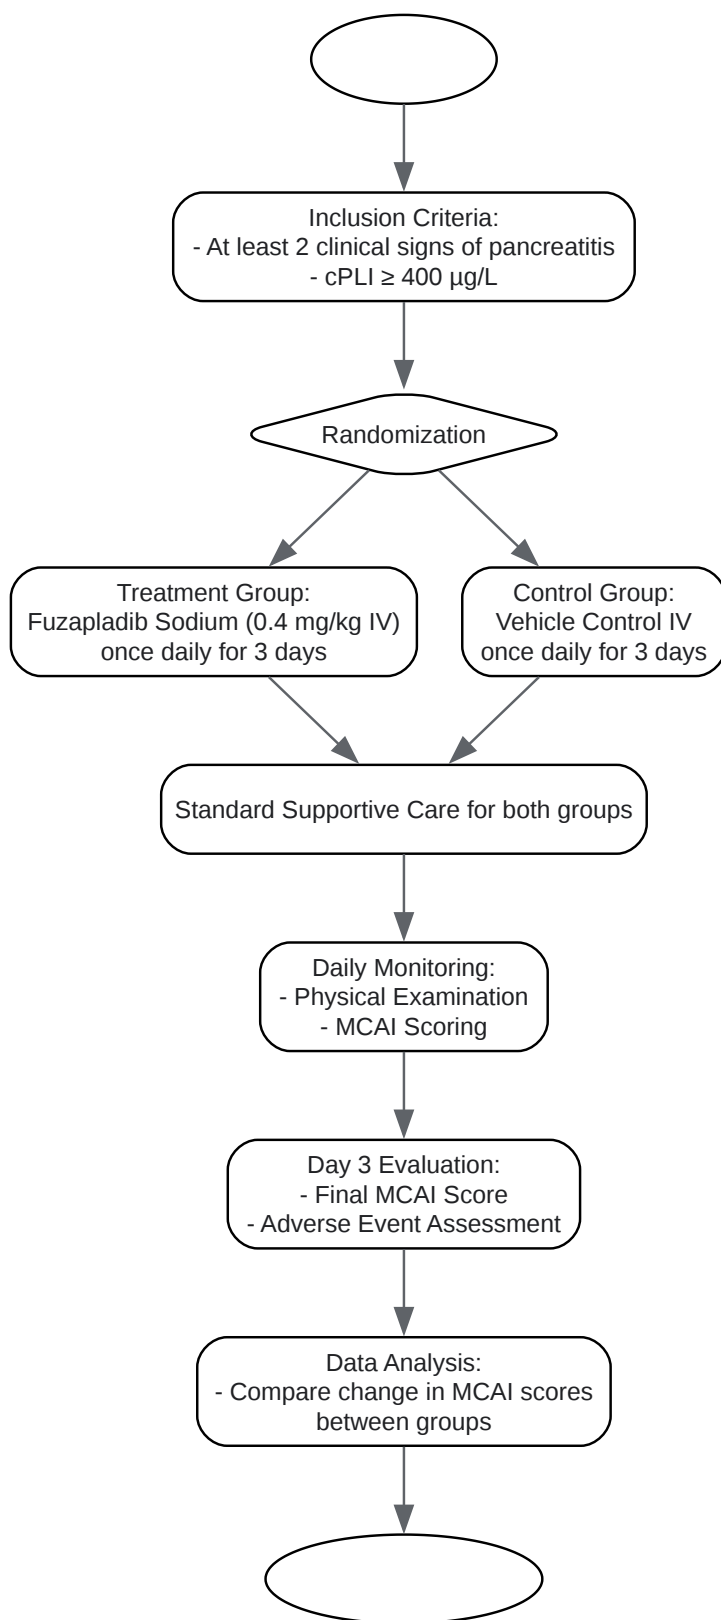 Inclusion Criteria:
- At least 2 clinical signs of pancreatitis
- cPLI ≥ 400 µg/L
Randomization
Treatment Group:
Fuzapladib Sodium (0.4 mg/kg IV)
once daily for 3 days
Control Group:
Vehicle Control IV
once daily for 3 days
Standard Supportive Care for both groups
Daily Monitoring:
- Physical Examination
- MCAI Scoring
Day 3 Evaluation:
- Final MCAI Score
- Adverse Event Assessment
Data Analysis:
- Compare change in MCAI scores
between groups